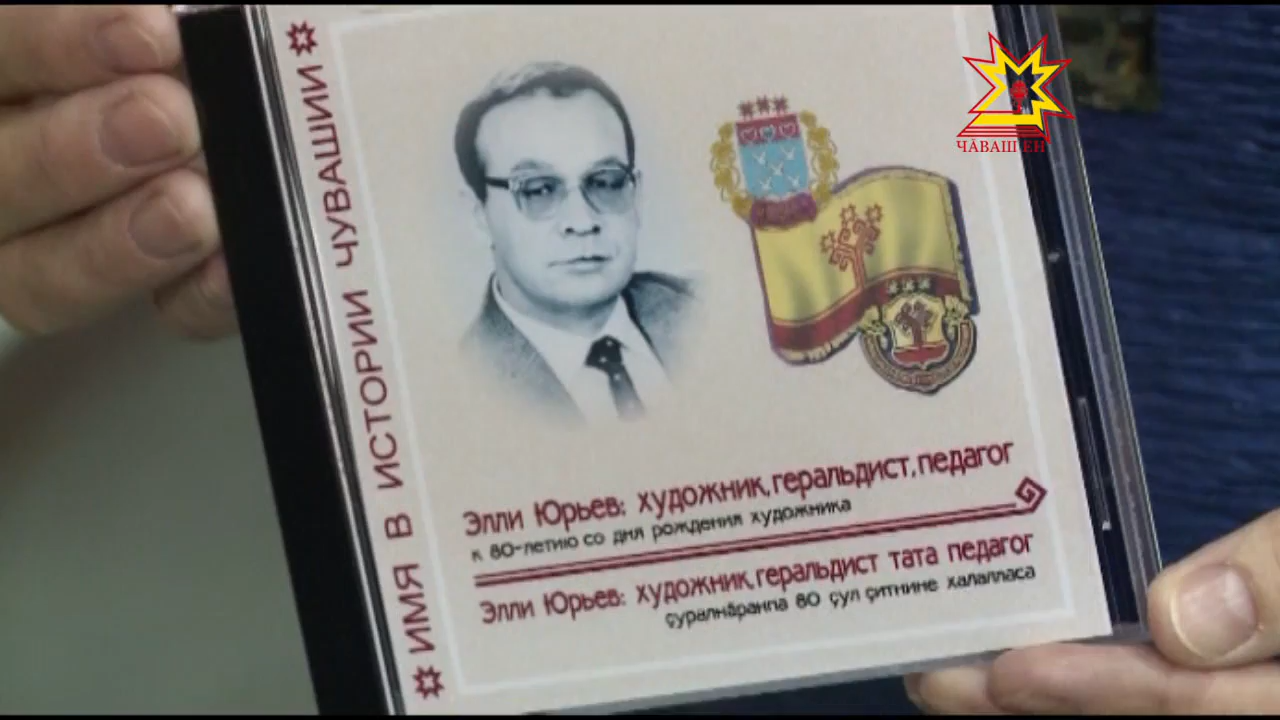 ИМЯ В ИСТОРИИ ЧУВАШИИ
ЧӐВАШ ЕН
Элли Юрьев: художник, геральдист, педагог
к 80-летию со дня рождения художника
Элли Юрьев: художник, геральдист тата педагог
ҫуралнӑранпа 80 ҫул ҫитнине халалласа